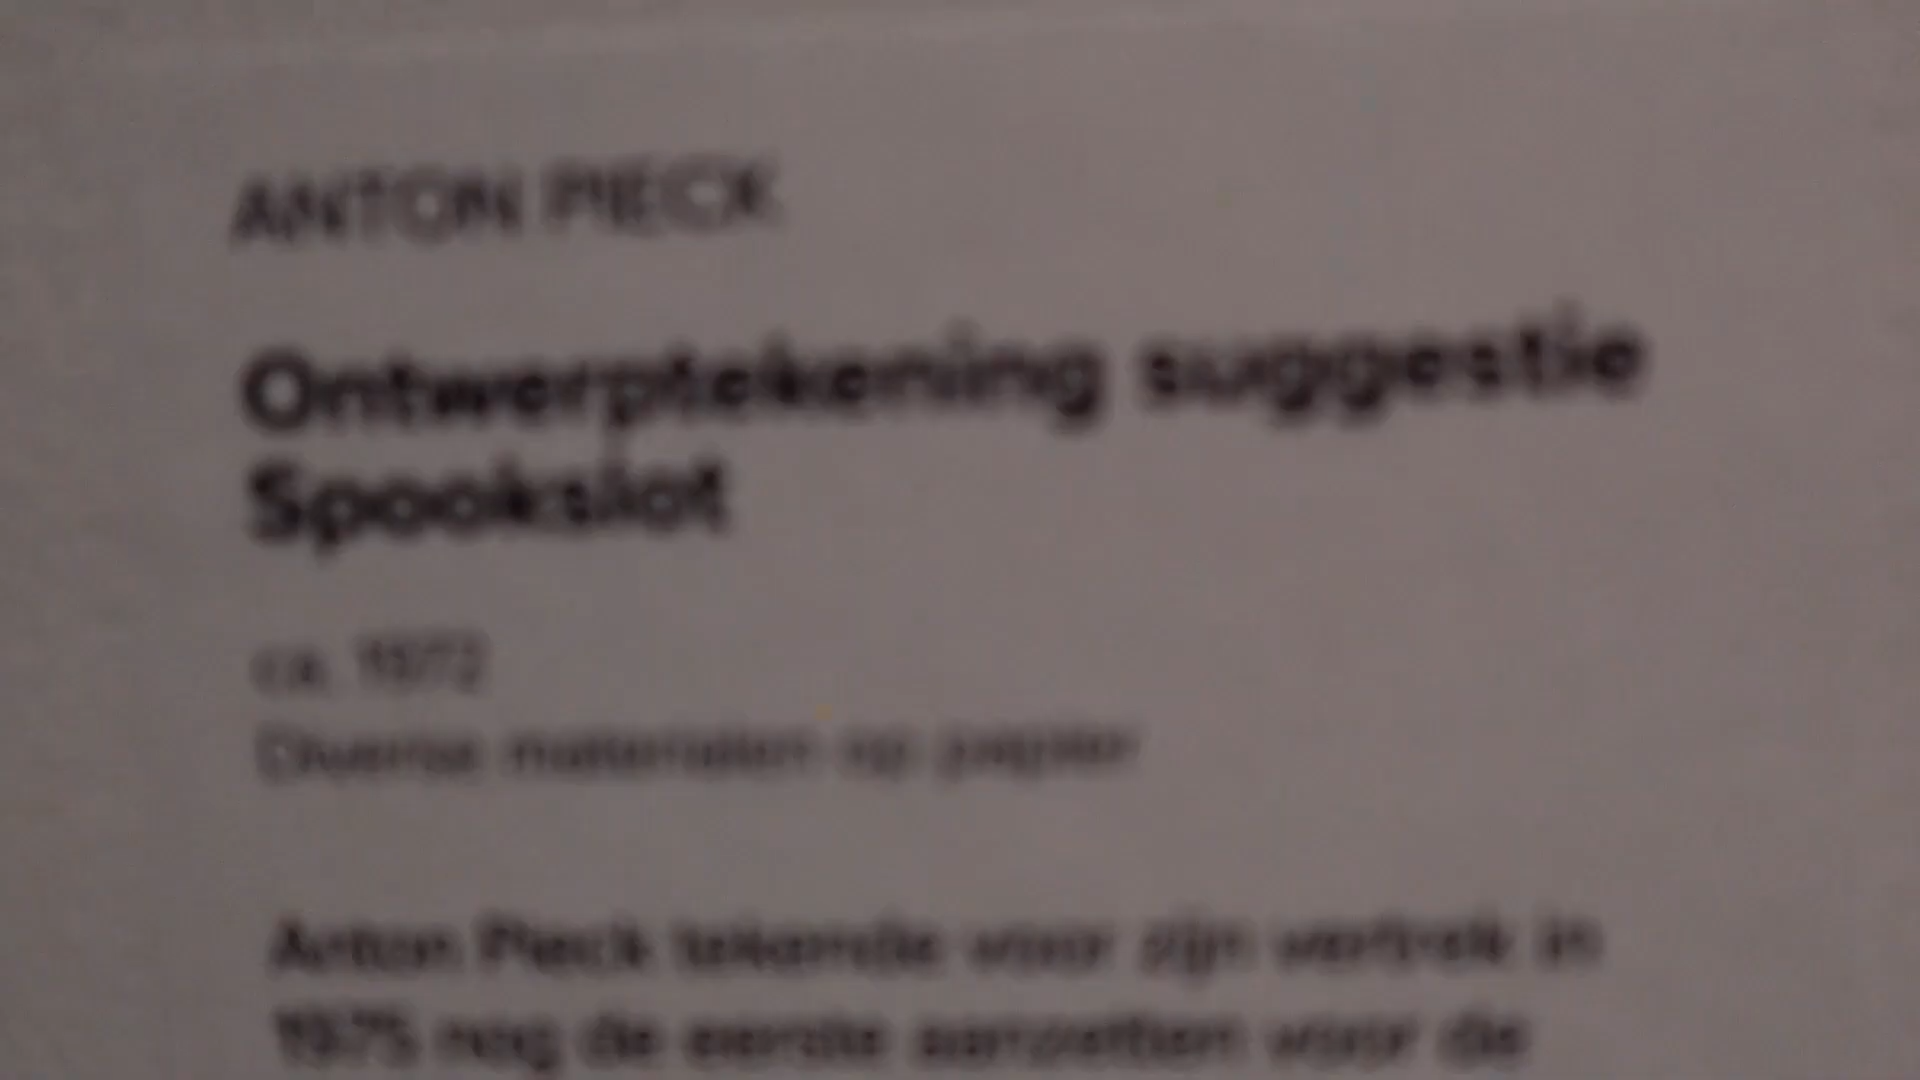 ANTON PIECK
Ontwerptekening suggestie
Spookslot
ca. 1972
Diverse materialen op papier
Anton Pieck tekende voor zijn vertrek in
1975 nog de eerste aanzetten voor de